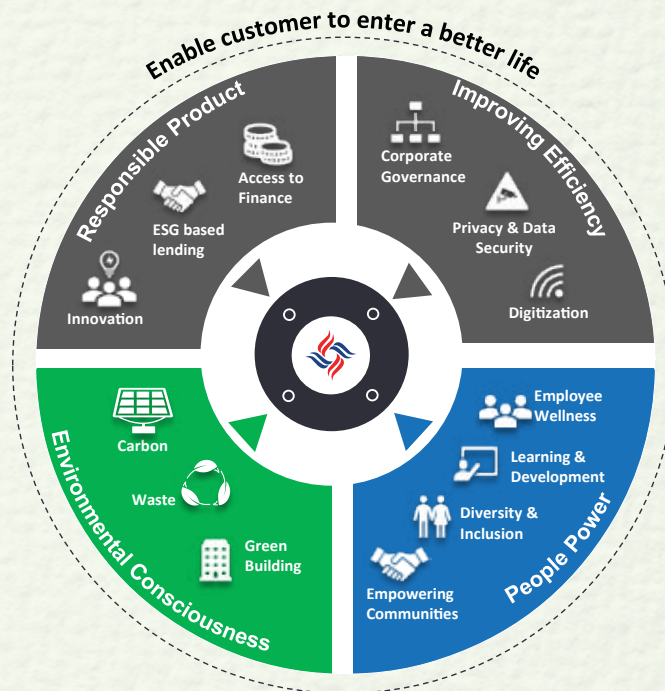 Enable customer to enter a better life
Responsible Product
Access to
Finance
ESG based
lending
Innovation
Improving Efficiency
Corporate
Governance
Privacy & Data
Security
Digitization
Environmental Consciousness
Carbon
Waste
Green
Building
People Power
Employee
Wellness
Learning &
Development
Diversity &
Inclusion
Empowering
Communities